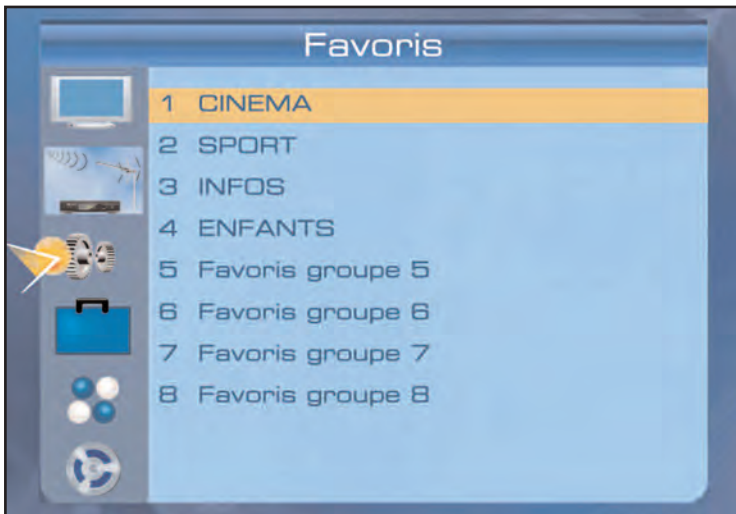 Favoris
1 CINEMA
2 SPORT
3 INFOS
4 ENFANTS
5 Favoris groupe 5
6 Favoris groupe 6
7 Favoris groupe 7
8 Favoris groupe 8